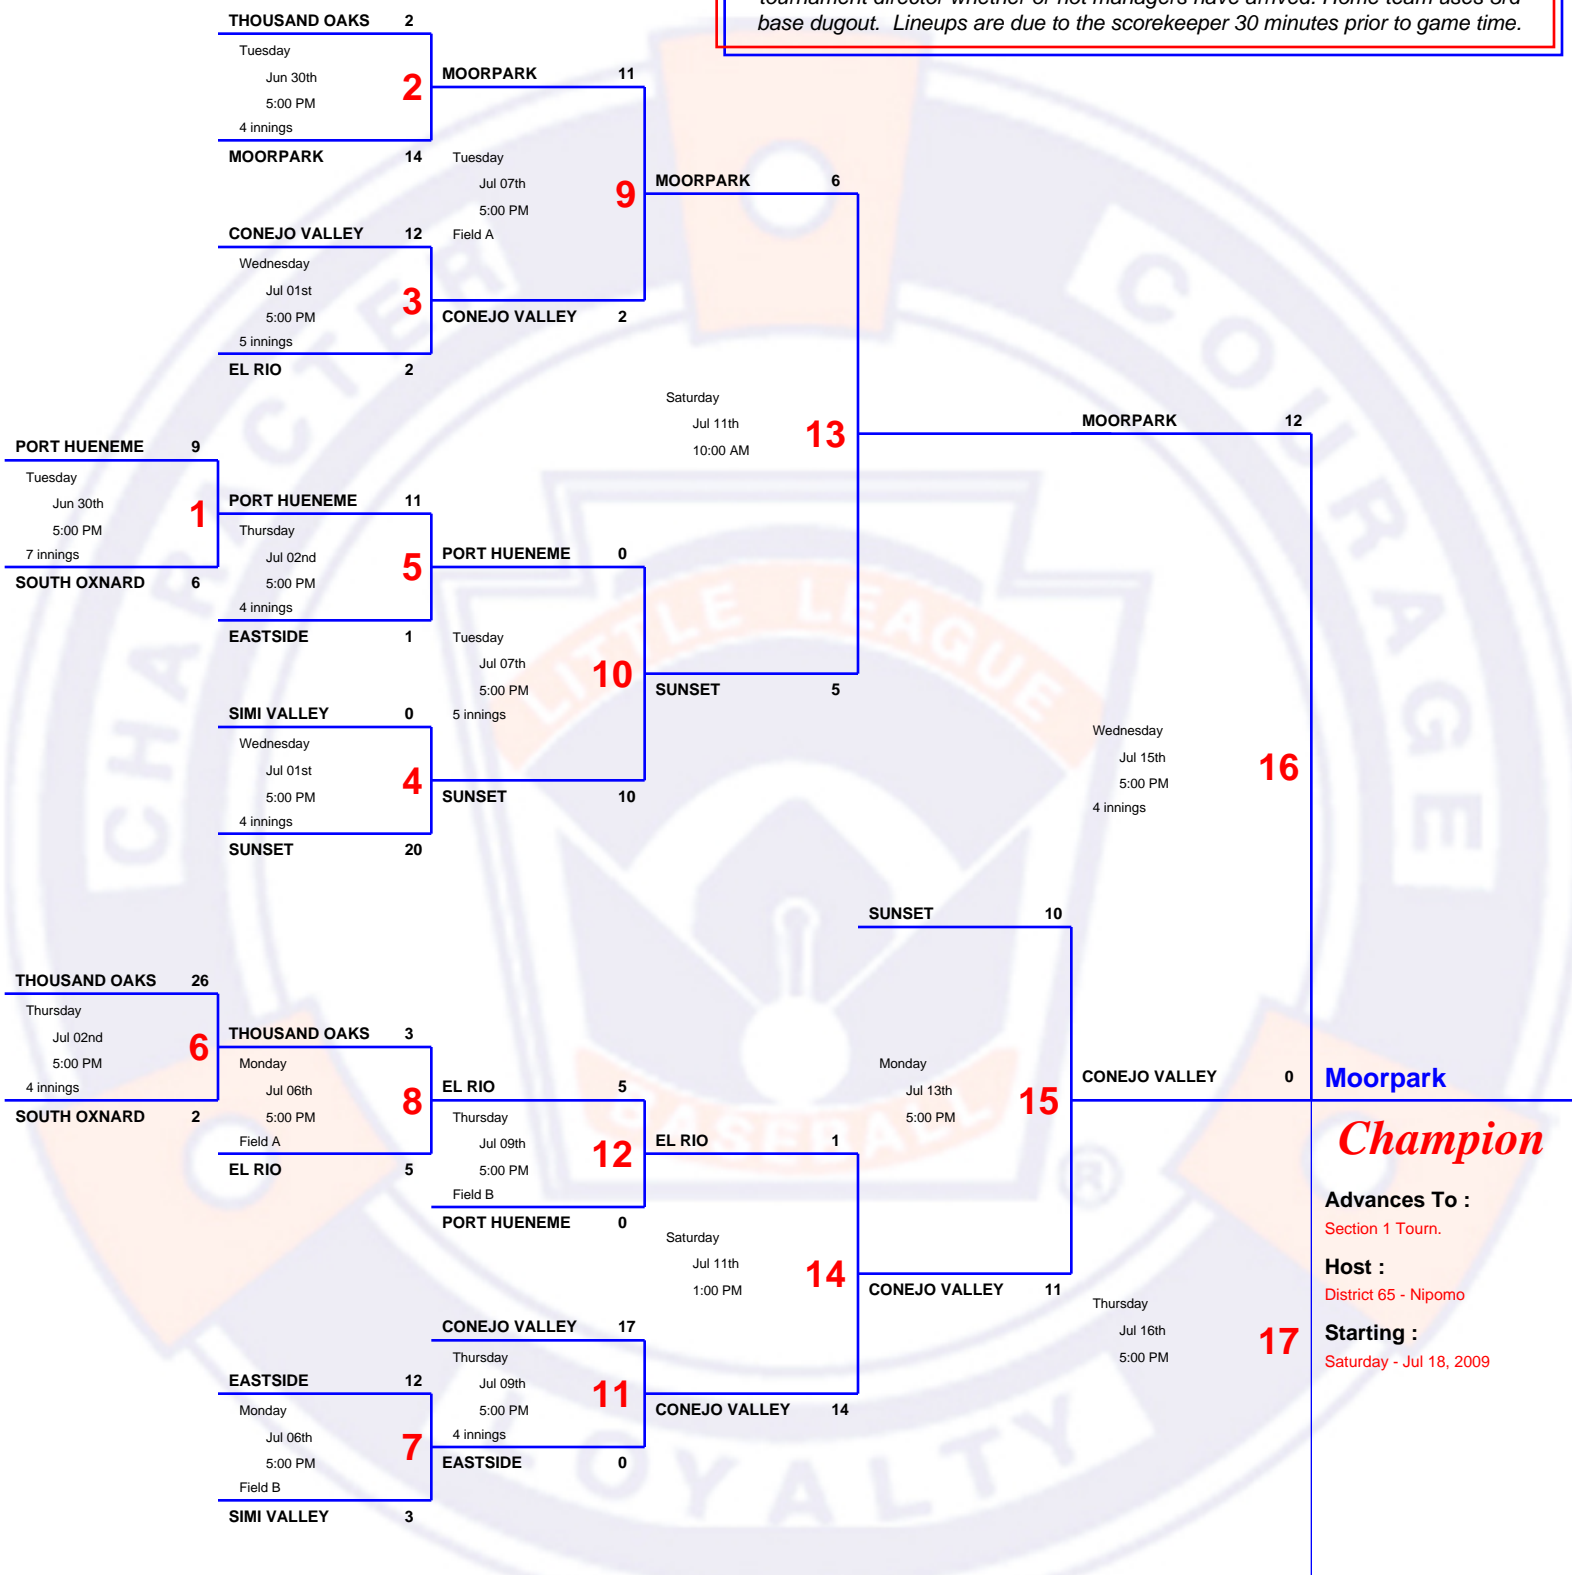 tournament director whether or not managers have arrived. Home team uses 3rd
base dugout. Lineups are due to the scorekeeper 30 minutes prior to game time.
THOUSAND OAKS 2
Tuesday
Jun 30th
5:00 PM
4 innings
2
MOORPARK 14
MOORPARK 11
Tuesday
Jul 07th
5:00 PM
Field A
9
CONEJO VALLEY 12
Wednesday
Jul 01st
5:00 PM
5 innings
3
EL RIO 2
CONEJO VALLEY 2
MOORPARK 6
Saturday
Jul 11th
10:00 AM
13
MOORPARK 12
PORT HUENEME 9
Tuesday
Jun 30th
5:00 PM
7 innings
1
SOUTH OXNARD 6
PORT HUENEME 11
Thursday
Jul 02nd
5:00 PM
4 innings
5
EASTSIDE 1
PORT HUENEME 0
Tuesday
Jul 07th
5:00 PM
5 innings
10
SUNSET 5
SIMI VALLEY 0
Wednesday
Jul 01st
5:00 PM
4 innings
4
SUNSET 20
SUNSET 10
Wednesday
Jul 15th
5:00 PM
4 innings
16
SUNSET 10
THOUSAND OAKS 26
Thursday
Jul 02nd
5:00 PM
4 innings
6
SOUTH OXNARD 2
THOUSAND OAKS 3
Monday
Jul 06th
5:00 PM
Field A
8
EL RIO 5
EL RIO 5
Thursday
Jul 09th
5:00 PM
Field B
12
PORT HUENEME 0
EL RIO 1
Saturday
Jul 11th
1:00 PM
14
Monday
Jul 13th
5:00 PM
15
CONEJO VALLEY 0
CONEJO VALLEY 11
CONEJO VALLEY 17
Thursday
Jul 09th
5:00 PM
4 innings
11
EASTSIDE 0
CONEJO VALLEY 14
EASTSIDE 12
Monday
Jul 06th
5:00 PM
Field B
7
SIMI VALLEY 3
Thursday
Jul 16th
5:00 PM
17
Moorpark
Champion
Advances To :
Section 1 Tourn.
Host :
District 65 - Nipomo
Starting :
Saturday - Jul 18, 2009
CHARACTER
COURAGE
LOYALTY
LITTLE LEAGUE
BASEBALL
®